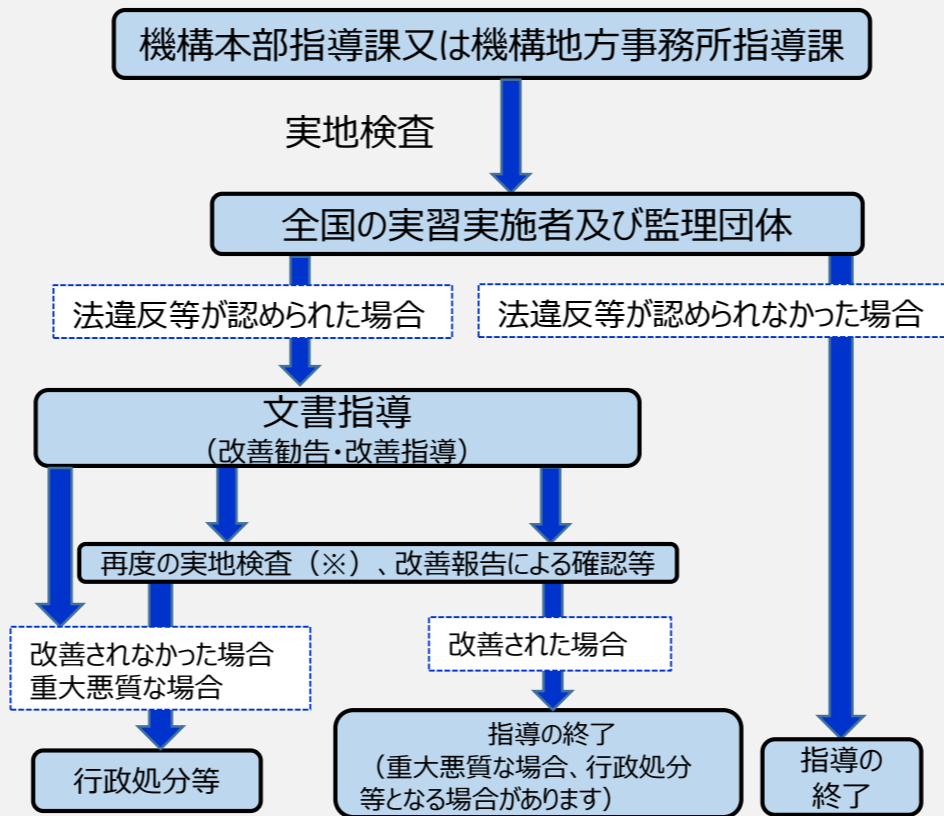 機構本部指導課又は機構地方事務所指導課
実地検査
全国の実習実施者及び監理団体
法違反等が認められた場合
法違反等が認められなかった場合
文書指導
（改善勧告・改善指導）
再度の実地検査（※）、改善報告による確認等
改善されなかった場合
重大悪質な場合
改善された場合
行政処分等
指導の終了
（重大悪質な場合、行政処分
等となる場合があります）
指導の
終了